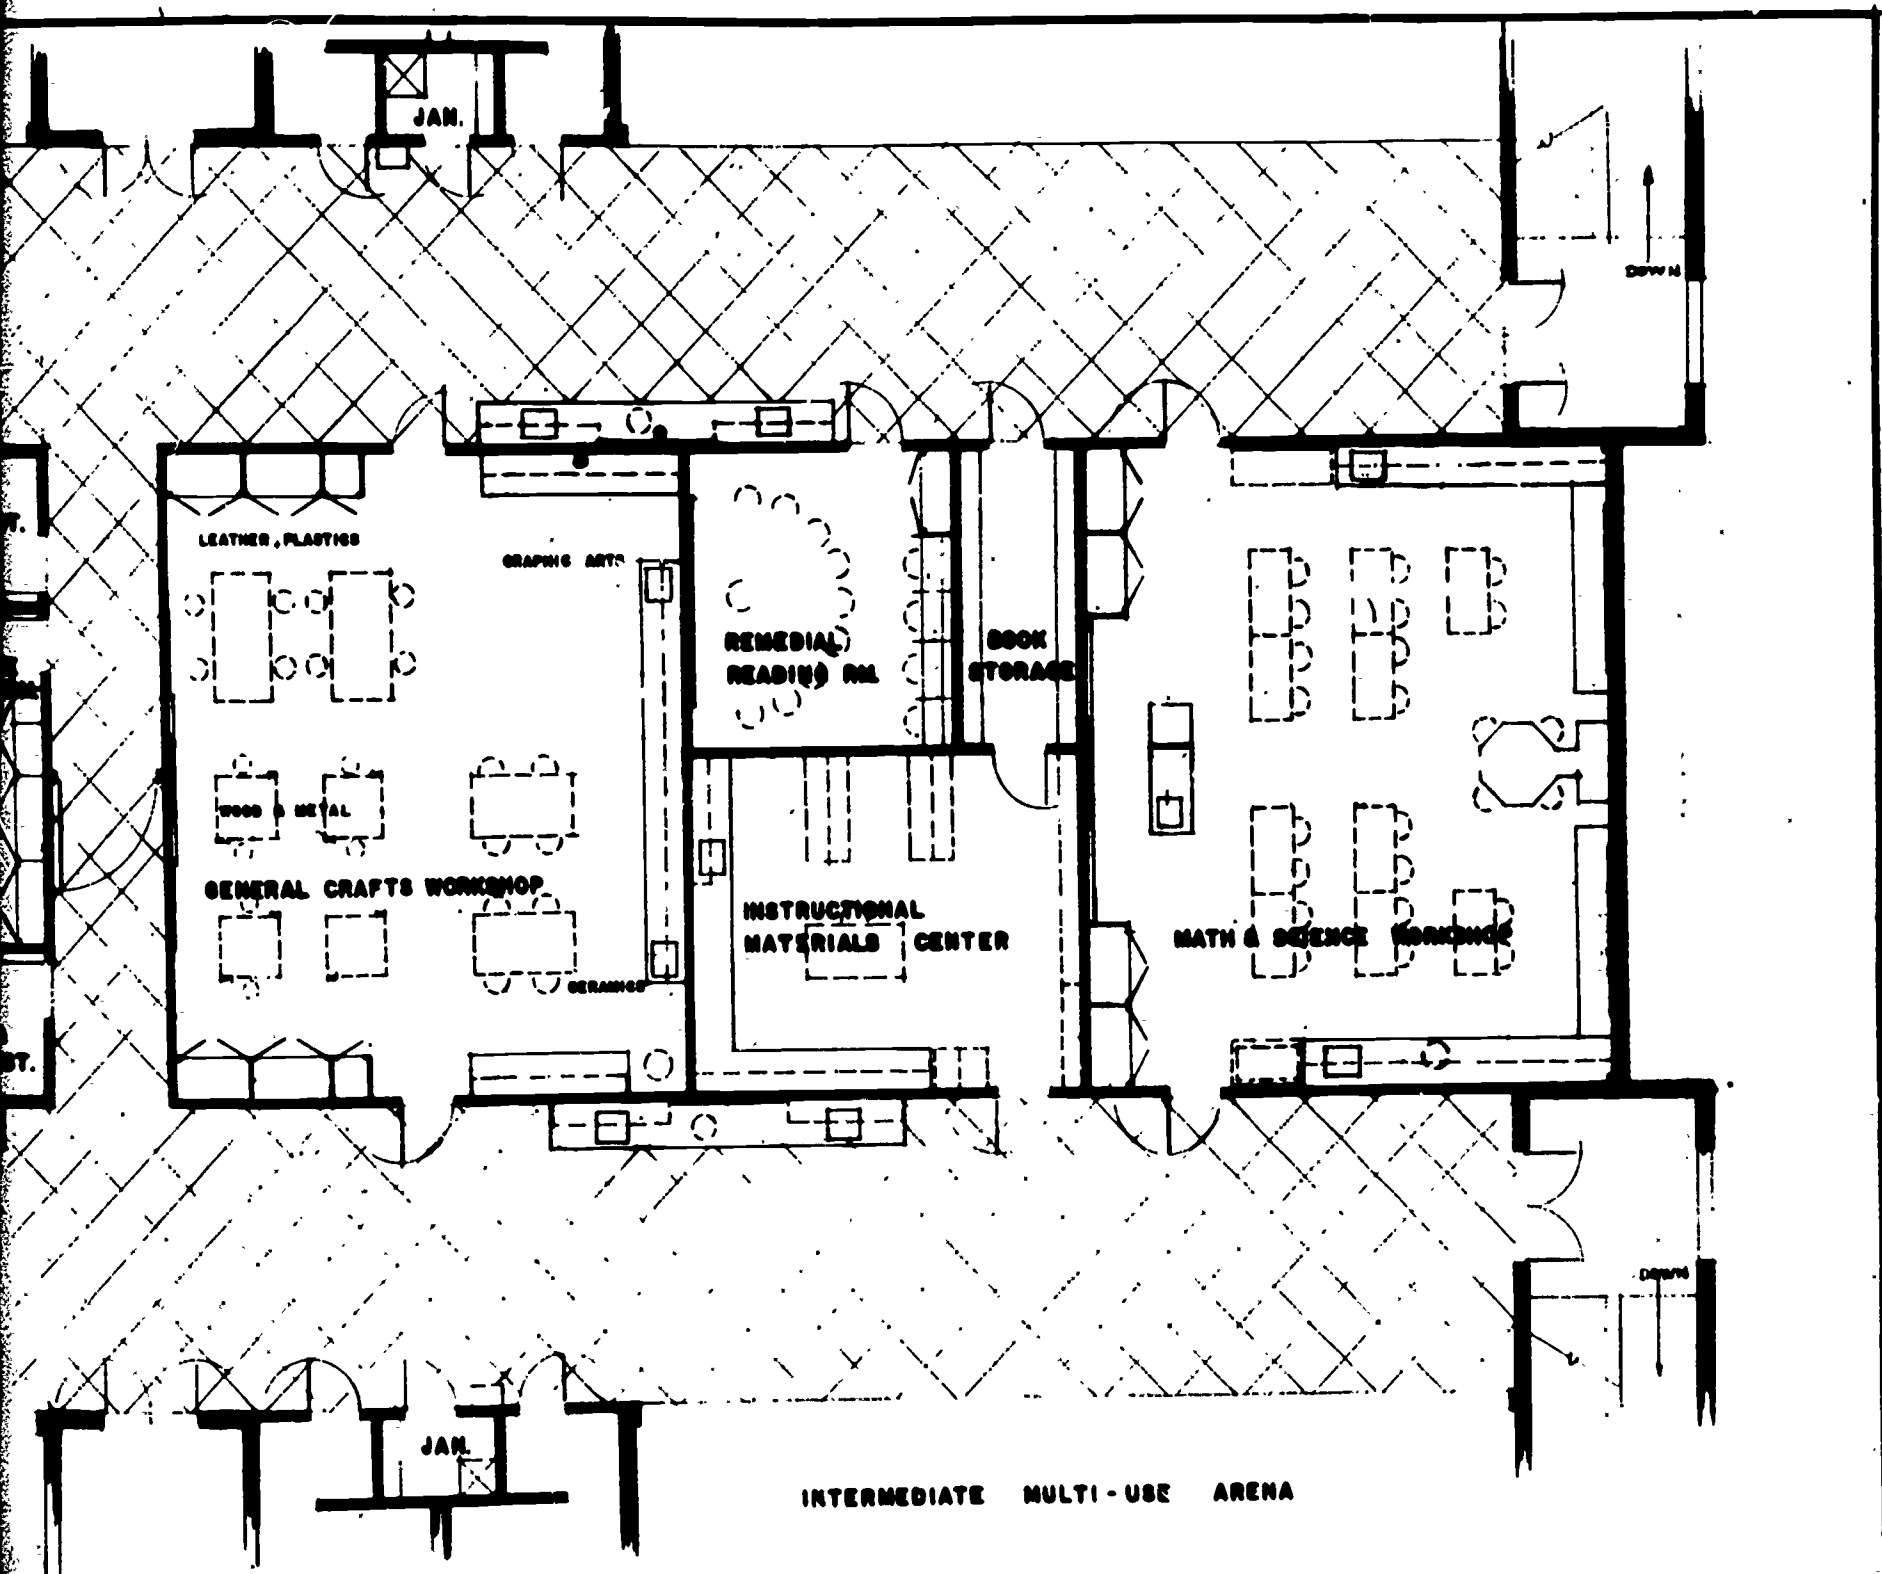 JAN.
DOWN
LEATHER, PLASTICS
GRAPHIC ARTS
REMEDIAL
READING RM.
BOOK
STORAGE
WOOD & METAL
GENERAL CRAFTS WORKSHOP
INSTRUCTIONAL
MATERIALS CENTER
MATH & SCIENCE WORKSHOP
CERAMICS
DOWN
JAN.
INTERMEDIATE MULTI-USE ARENA